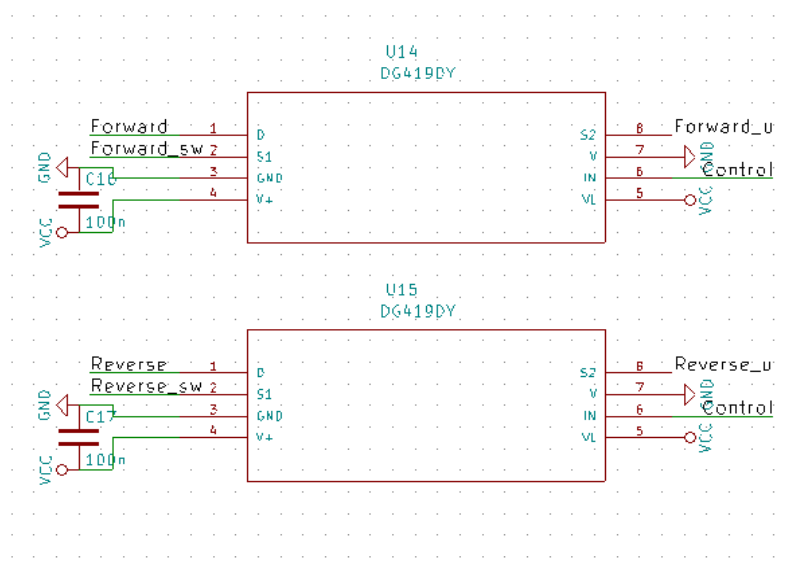 U14
DG419DY
Forward 1 D S2 8 Forward_u
Forward_sw 2 S1 V 7 GND
GND C16 3 GND IN 6 Control
4 V+ VL 5 VCC
VCC 100n
U15
DG419DY
Reverse 1 D S2 8 Reverse_u
Reverse_sw 2 S1 V 7 GND
GND C17 3 GND IN 6 Control
4 V+ VL 5 VCC
VCC 100n